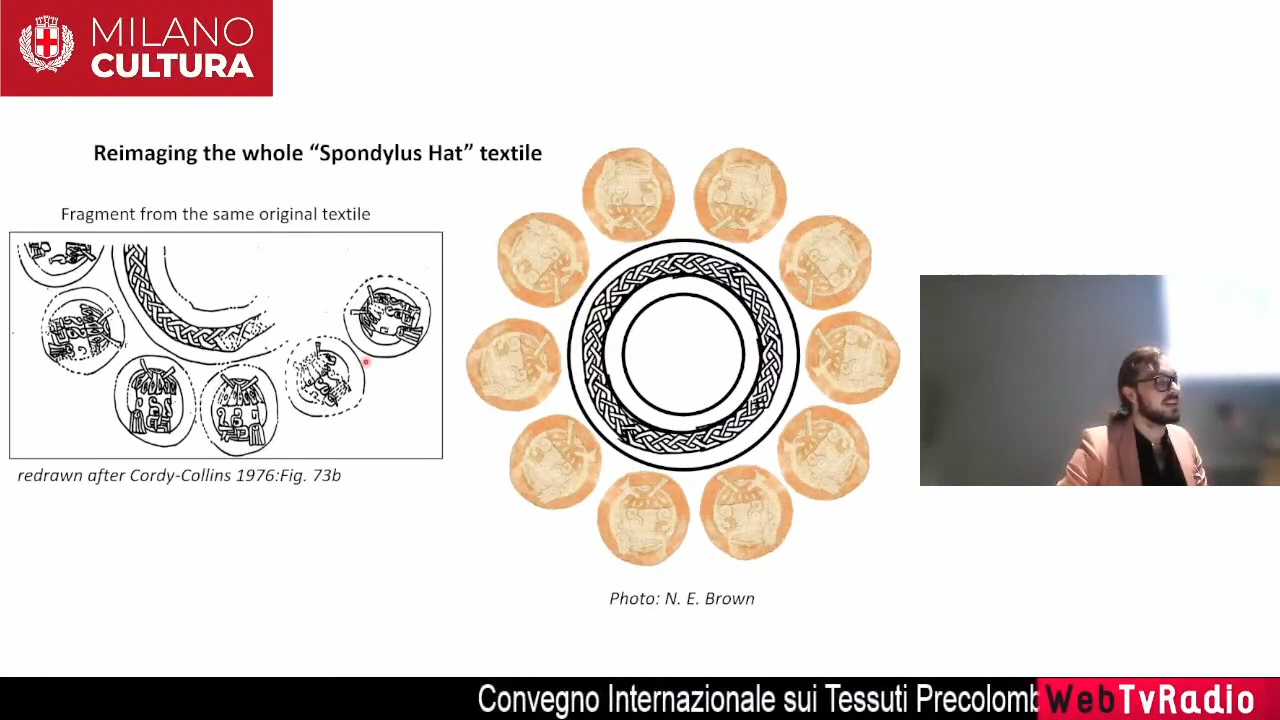 MILANO
CULTURA
Reimaging the whole “Spondylus Hat” textile
Fragment from the same original textile
redrawn after Cordy-Collins 1976:Fig. 73b
Photo: N. E. Brown
Convegno Internazionale sui Tessuti Precolomb
WebTvRadio